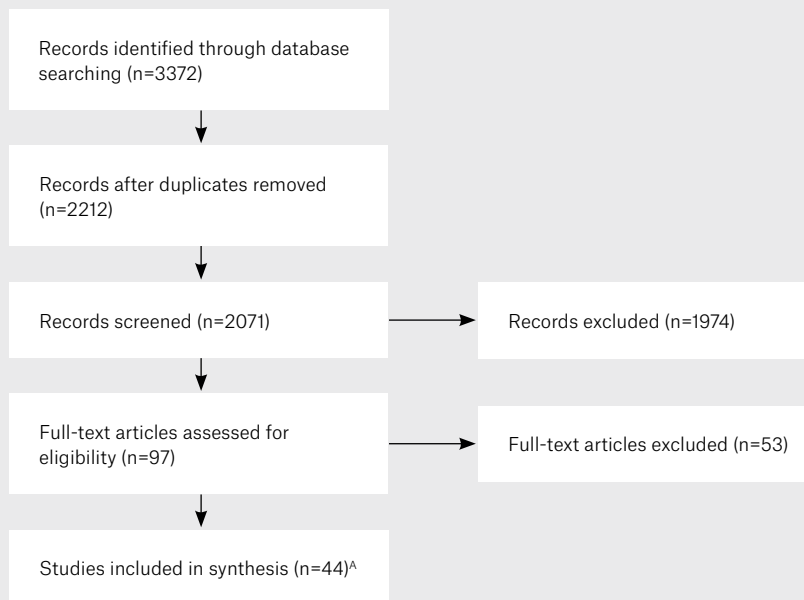 Records identified through database
searching (n=3372)
Records after duplicates removed
(n=2212)
Records screened (n=2071)
Records excluded (n=1974)
Full-text articles assessed for
eligibility (n=97)
Full-text articles excluded (n=53)
Studies included in synthesis (n=44)ᴬ